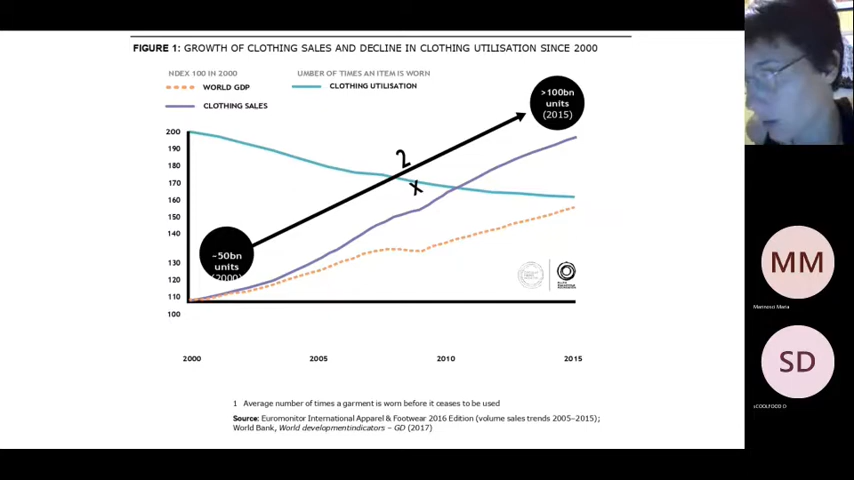 FIGURE 1: GROWTH OF CLOTHING SALES AND DECLINE IN CLOTHING UTILISATION SINCE 2000
NDEX 100 IN 2000
WORLD GDP
CLOTHING SALES
UMBER OF TIMES AN ITEM IS WORN
CLOTHING UTILISATION
>100bn
units
(2015)
2
x
~50bn
units
(2000)
200
190
180
170
160
150
140
130
120
110
100
2000
2005
2010
2015
1 Average number of times a garment is worn before it ceases to be used
Source: Euromonitor International Apparel & Footwear 2016 Edition (volume sales trends 2005–2015);
World Bank, World developmentindicators – GD (2017)
MM
Marinucci Maria
SD
sCOOLFOOD D